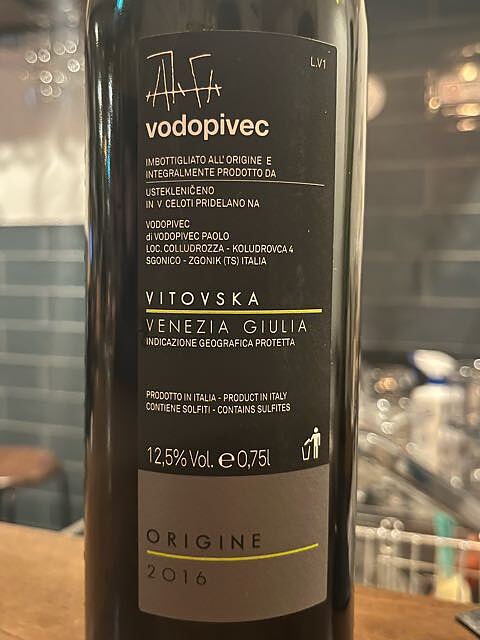 L.V1
vodopivec
IMBOTTIGLIATO ALL' ORIGINE E
INTEGRALMENTE PRODOTTO DA
USTEKLENIČENO
IN V CELOTI PRIDELANO NA
VODOPIVEC
di VODOPIVEC PAOLO
LOC. COLLUDROZZA - KOLUDROVCA 4
SGONICO - ZGONIK (TS) ITALIA
VITOVSKA
VENEZIA GIULIA
INDICAZIONE GEOGRAFICA PROTETTA
PRODOTTO IN ITALIA - PRODUCT IN ITALY
CONTIENE SOLFITI - CONTAINS SULFITES
12,5% Vol. ℮ 0,75l
ORIGINE
2016